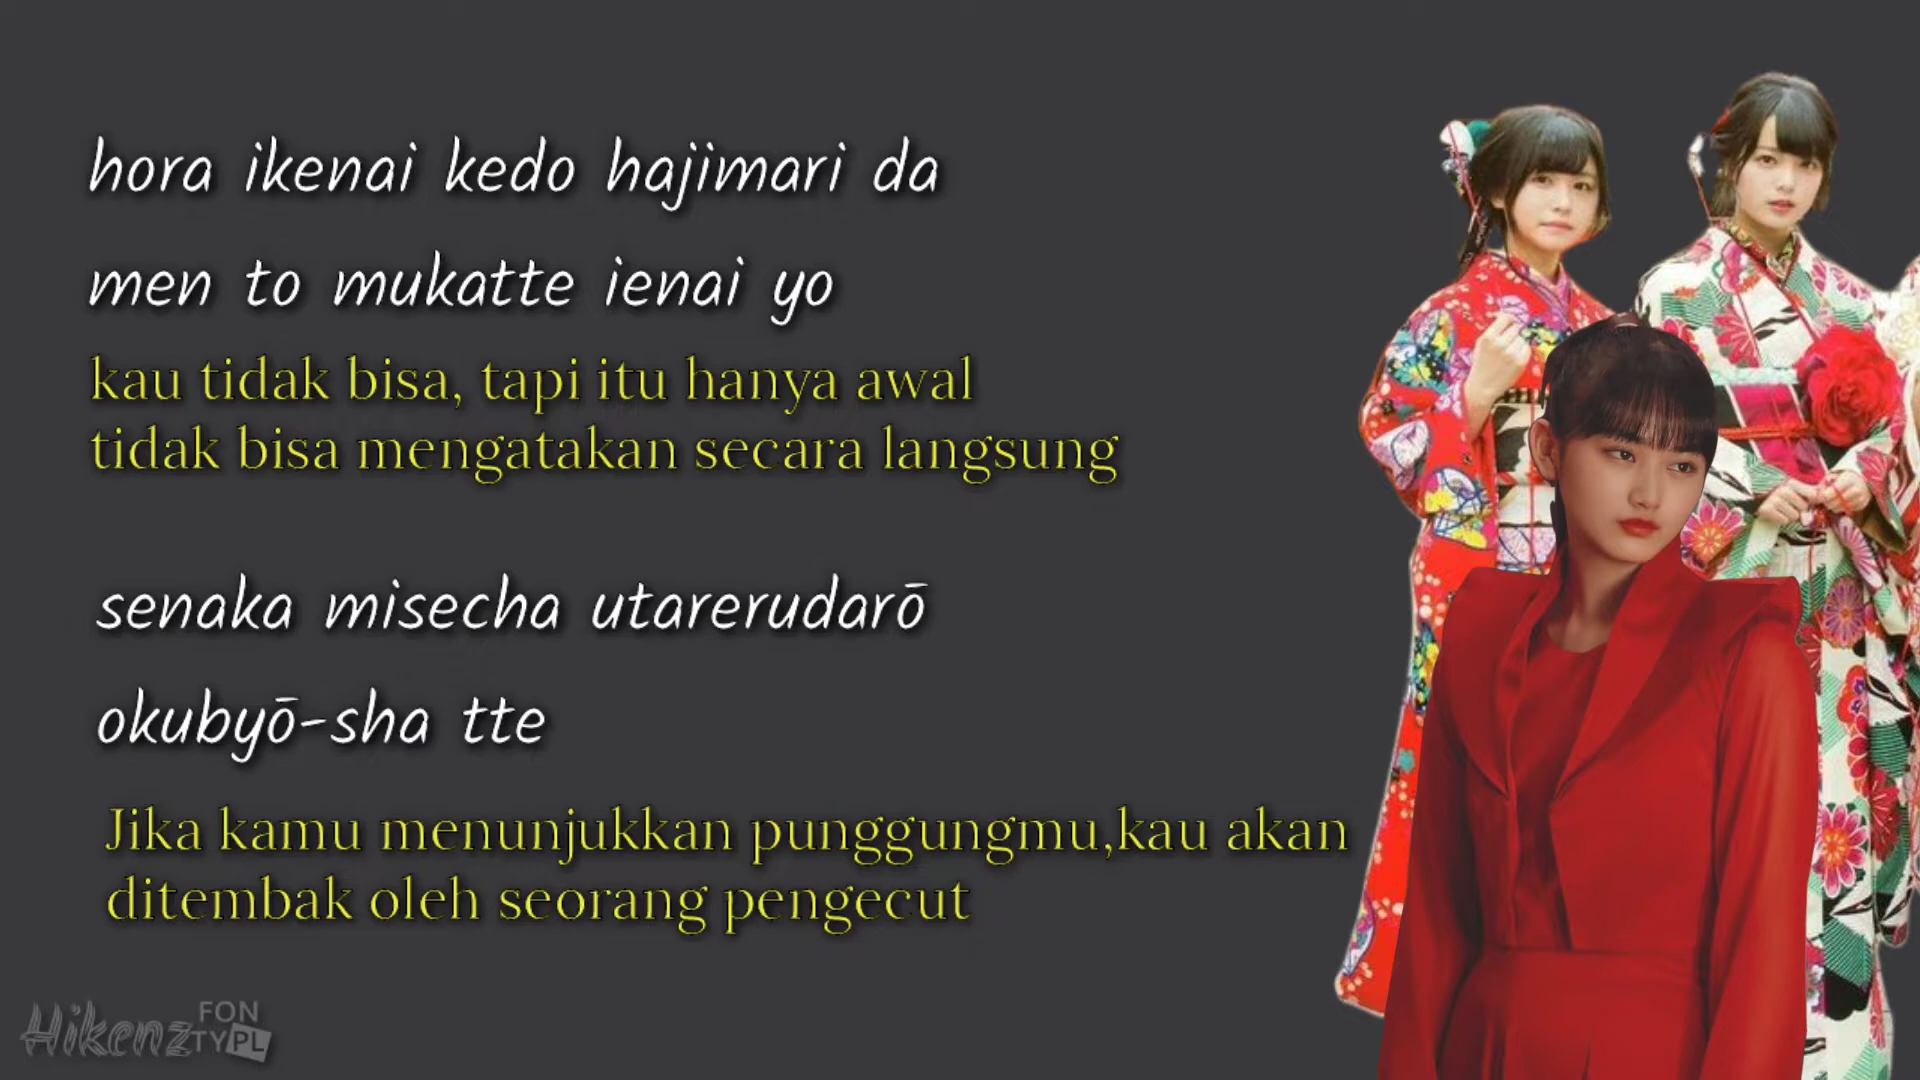 hora ikenai kedo hajimari da
men to mukatte ienai yo
kau tidak bisa, tapi itu hanya awal
tidak bisa mengatakan secara langsung
senaka misecha utarerudarō
okubyō-sha tte
Jika kamu menunjukkan punggungmu,kau akan
ditembak oleh seorang pengecut
Hikenz FON
TYPL